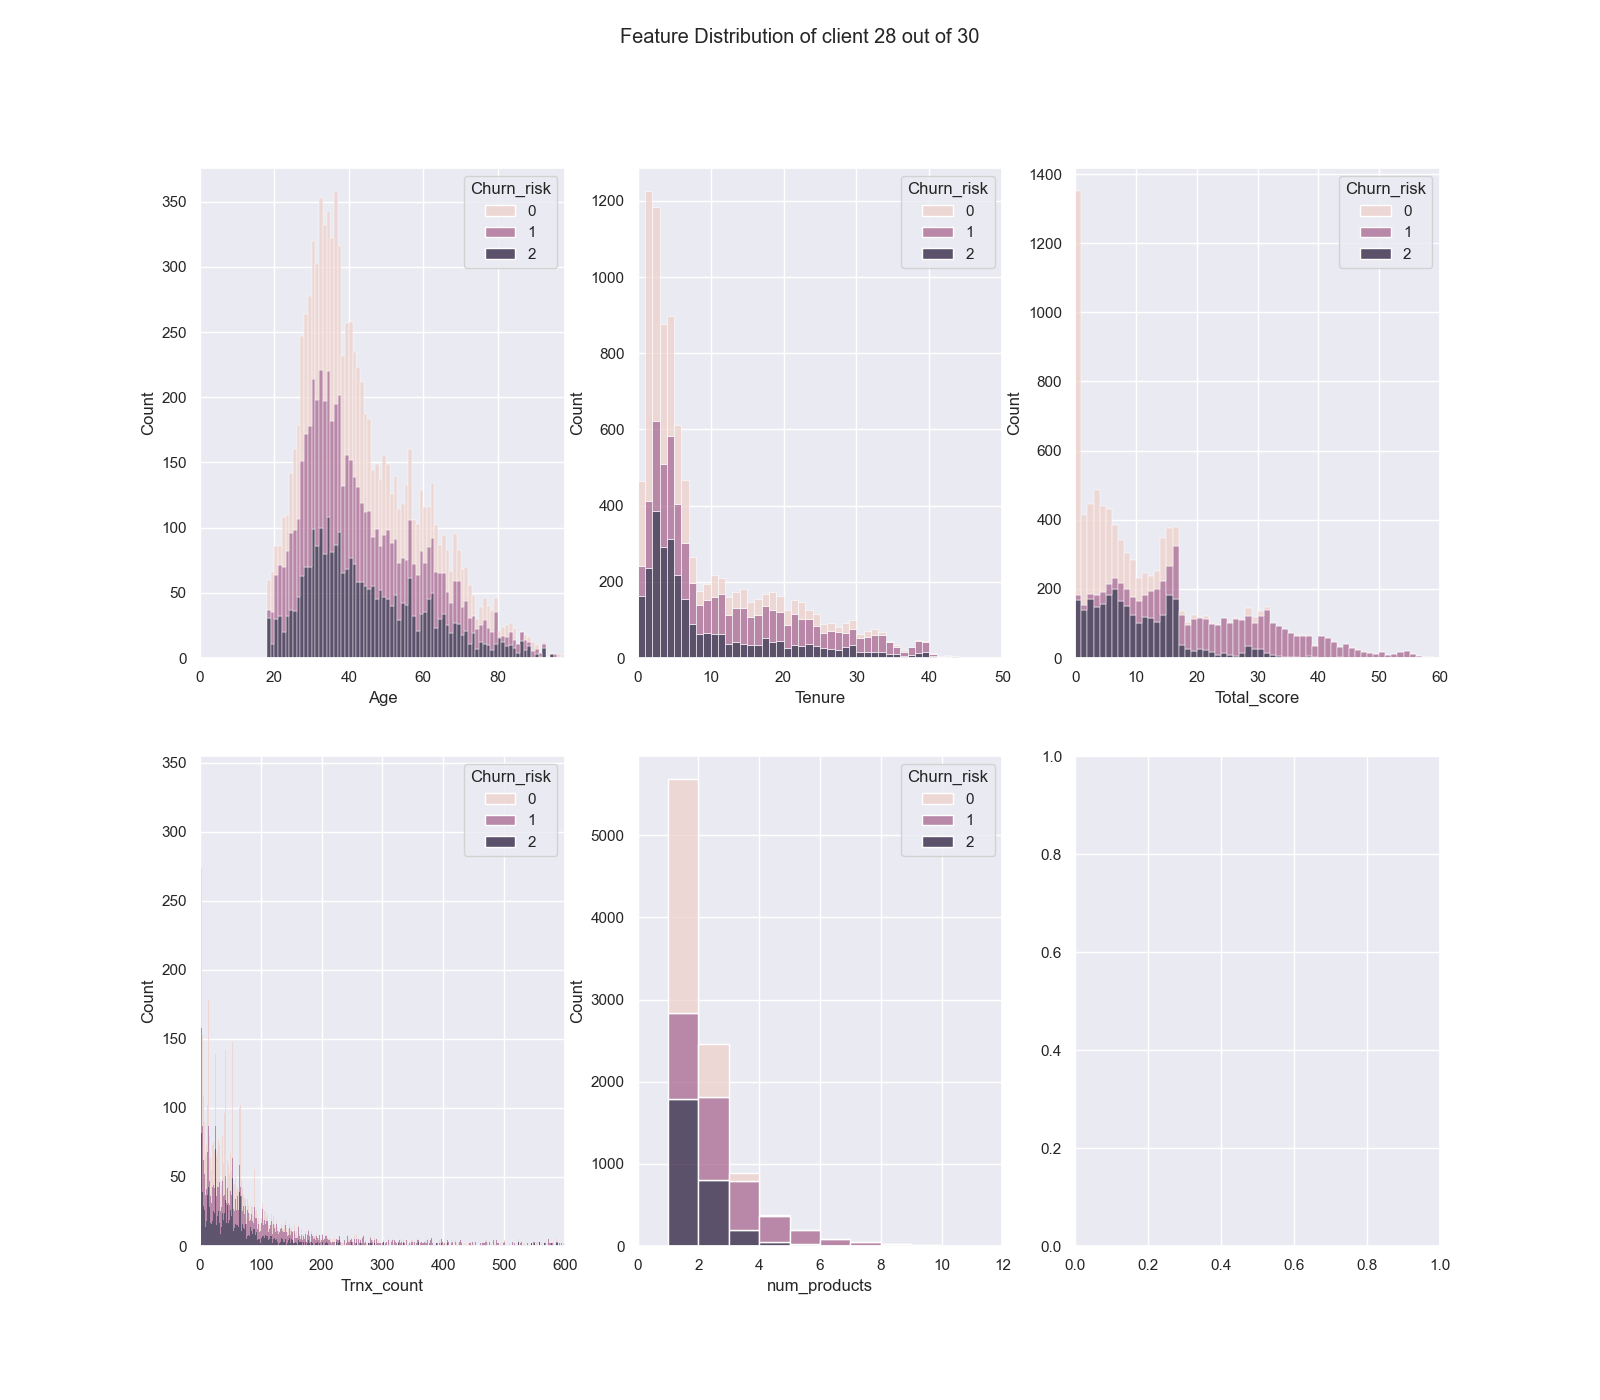 Feature Distribution of client 28 out of 30
350
300
250
200
150
100
50
0
Count
0 20 40 60 80
Age
Churn_risk
0
1
2
1200
1000
800
600
400
200
0
Count
0 10 20 30 40 50
Tenure
Churn_risk
0
1
2
1400
1200
1000
800
600
400
200
0
Count
0 10 20 30 40 50 60
Total_score
Churn_risk
0
1
2
350
300
250
200
150
100
50
0
Count
0 100 200 300 400 500 600
Trnx_count
Churn_risk
0
1
2
5000
4000
3000
2000
1000
0
Count
0 2 4 6 8 10 12
num_products
Churn_risk
0
1
2
1.0
0.8
0.6
0.4
0.2
0.0
0.0 0.2 0.4 0.6 0.8 1.0